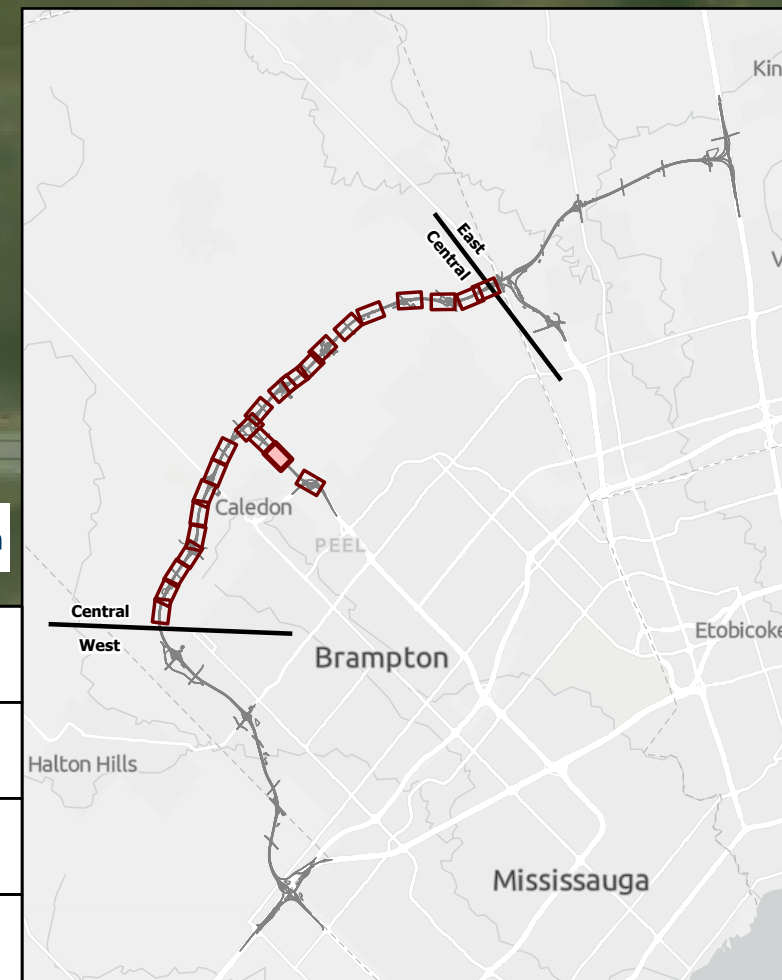 Kin
East
Central
V
Caledon
PEEL
Central
West
Etobicoke
Brampton
Halton Hills
Mississauga